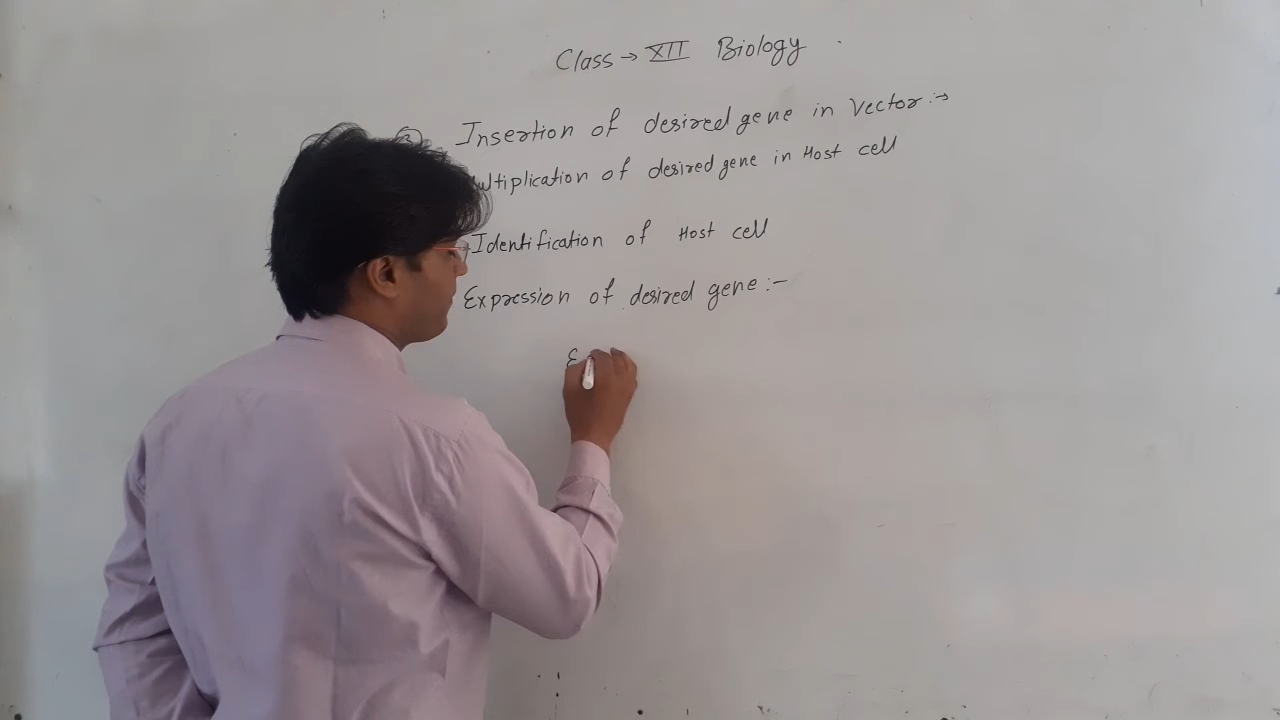 Class → XII Biology
(3) Insertion of desired gene in Vector :→
of desired gene in Host cell
Identification of Host cell
Expression of desired gene :-